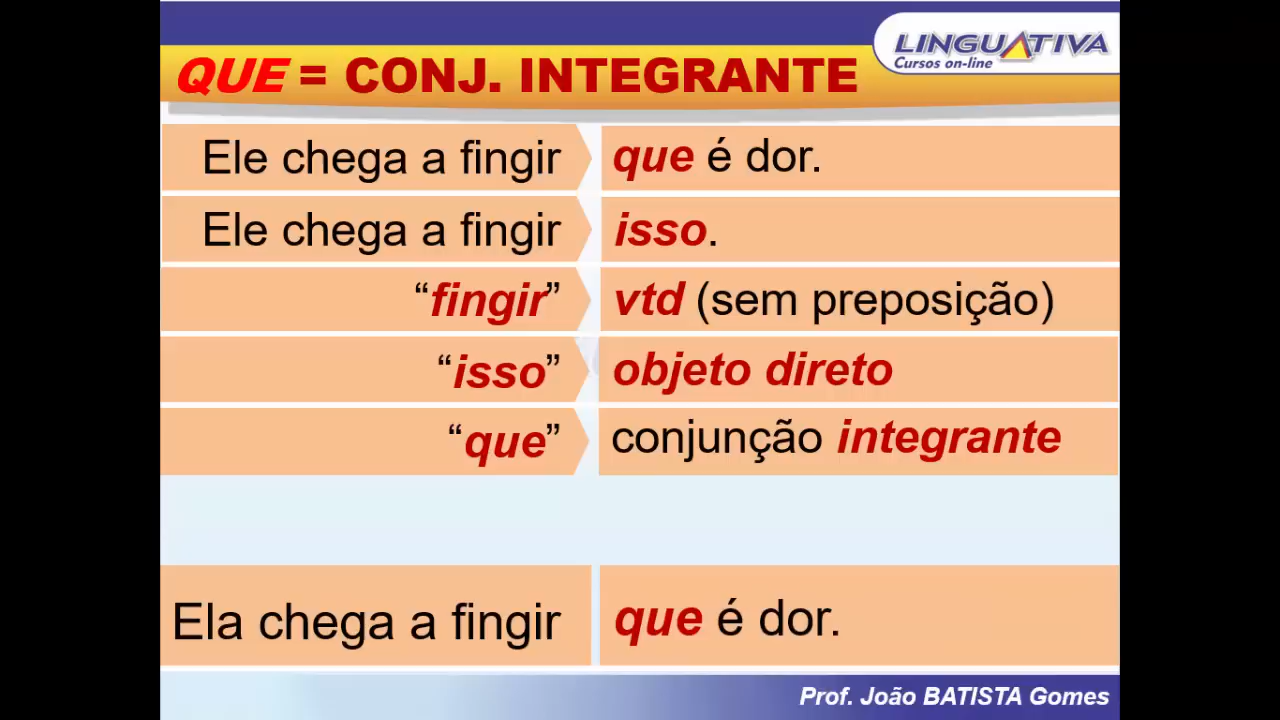 LINGUATIVA
Cursos on-line
QUE = CONJ. INTEGRANTE
Ele chega a fingir que é dor.
Ele chega a fingir isso.
“fingir” vtd (sem preposição)
“isso” objeto direto
“que” conjunção integrante
Ela chega a fingir que é dor.
Prof. João BATISTA Gomes